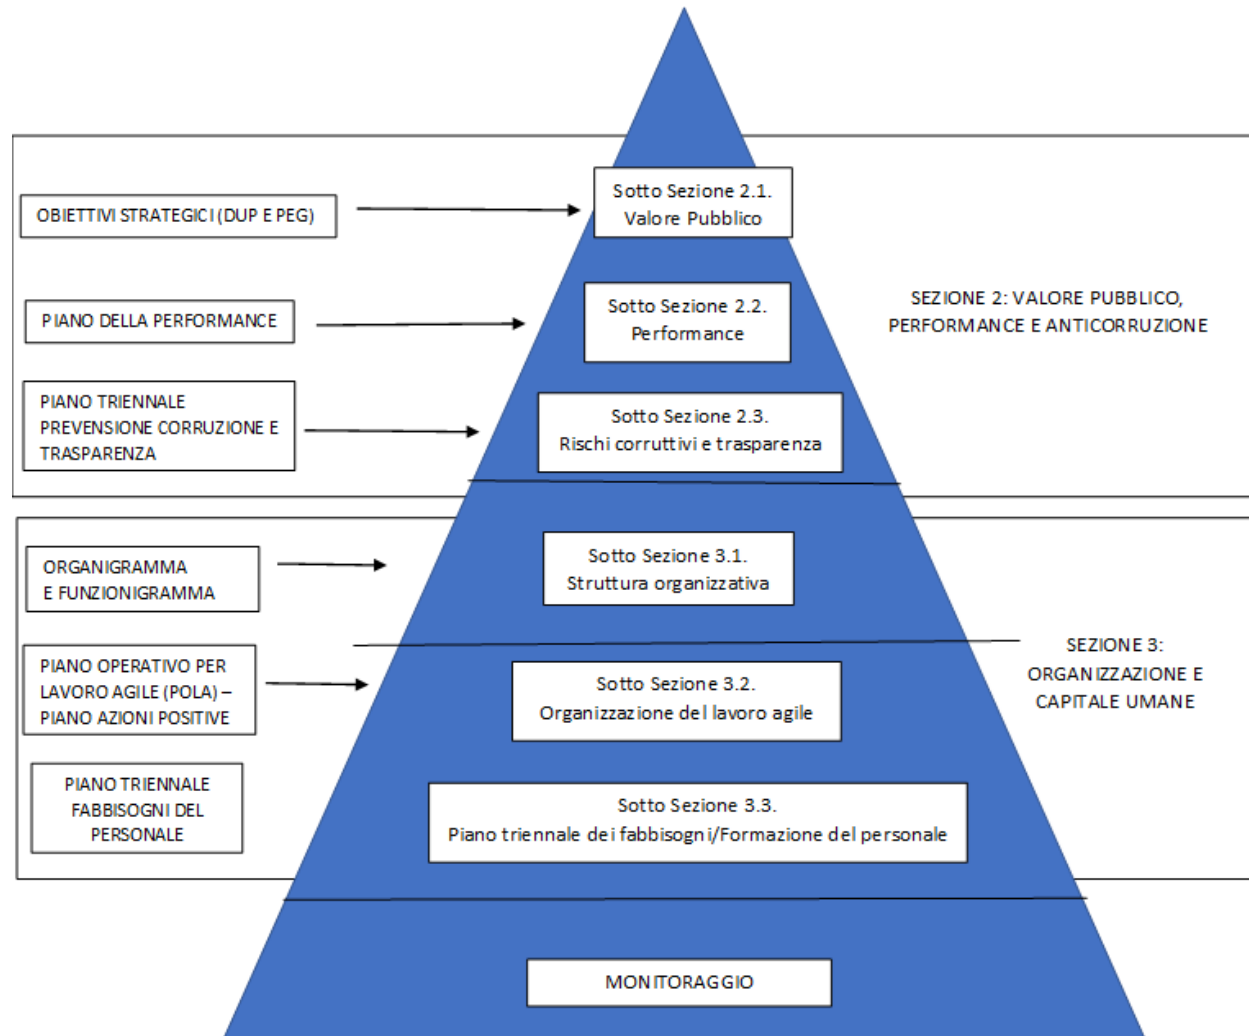 OBIETTIVI STRATEGICI (DUP E PEG)
Sotto Sezione 2.1.
Valore Pubblico
PIANO DELLA PERFORMANCE
Sotto Sezione 2.2.
Performance
SEZIONE 2: VALORE PUBBLICO,
PERFORMANCE E ANTICORRUZIONE
PIANO TRIENNALE
PREVENSIONE CORRUZIONE E
TRASPARENZA
Sotto Sezione 2.3.
Rischi corruttivi e trasparenza
ORGANIGRAMMA
E FUNZIONIGRAMMA
Sotto Sezione 3.1.
Struttura organizzativa
PIANO OPERATIVO PER
LAVORO AGILE (POLA) –
PIANO AZIONI POSITIVE
Sotto Sezione 3.2.
Organizzazione del lavoro agile
SEZIONE 3:
ORGANIZZAZIONE E
CAPITALE UMANE
PIANO TRIENNALE
FABBISOGNI DEL
PERSONALE
Sotto Sezione 3.3.
Piano triennale dei fabbisogni/Formazione del personale
MONITORAGGIO